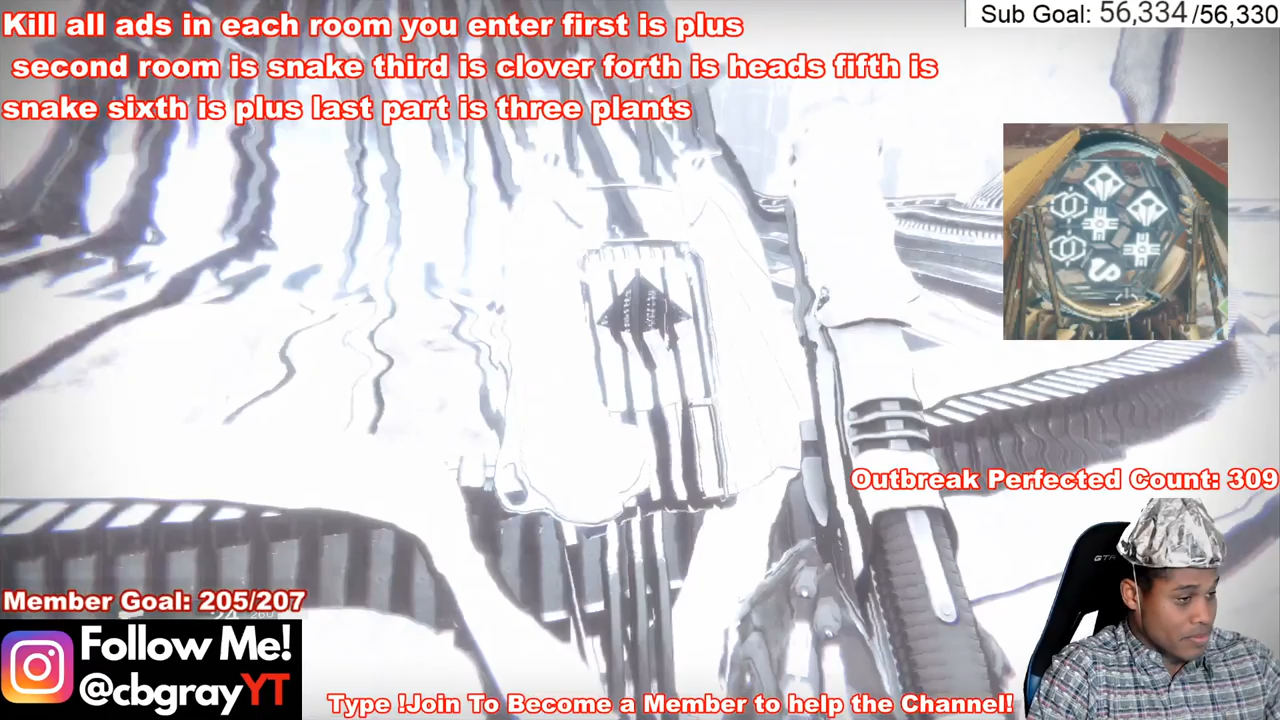 Kill all ads in each room you enter first is plus
second room is snake third is clover forth is heads fifth is
snake sixth is plus last part is three plants
Sub Goal: 56,334/56,330
Outbreak Perfected Count: 309
GTR
Member Goal: 205/207
Follow Me!
@cbgrayYT
Type !Join To Become a Member to help the Channel!